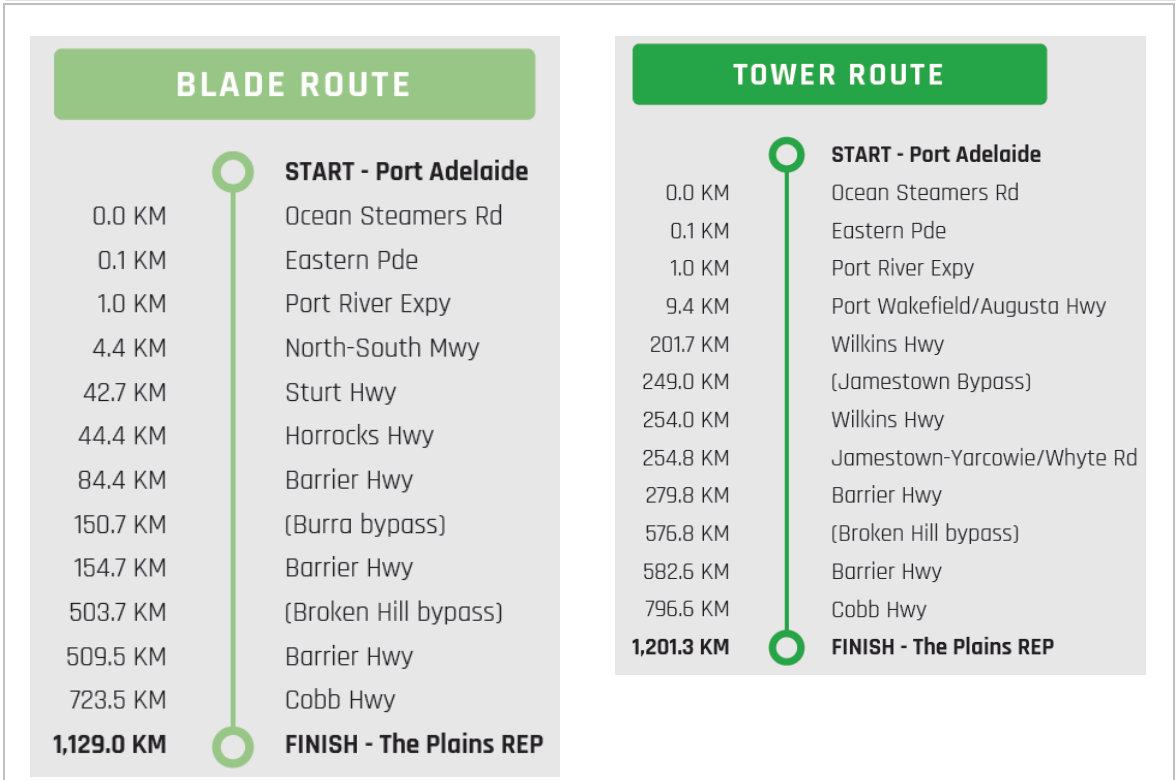 BLADE ROUTE
START - Port Adelaide
0.0 KM Ocean Steamers Rd
0.1 KM Eastern Pde
1.0 KM Port River Expy
4.4 KM North-South Mwy
42.7 KM Sturt Hwy
44.4 KM Horrocks Hwy
84.4 KM Barrier Hwy
150.7 KM (Burra bypass)
154.7 KM Barrier Hwy
503.7 KM (Broken Hill bypass)
509.5 KM Barrier Hwy
723.5 KM Cobb Hwy
1,129.0 KM FINISH - The Plains REP
TOWER ROUTE
START - Port Adelaide
0.0 KM Ocean Steamers Rd
0.1 KM Eastern Pde
1.0 KM Port River Expy
9.4 KM Port Wakefield/Augusta Hwy
201.7 KM Wilkins Hwy
249.0 KM (Jamestown Bypass)
254.0 KM Wilkins Hwy
254.8 KM Jamestown-Yarcowie/Whyte Rd
279.8 KM Barrier Hwy
576.8 KM (Broken Hill bypass)
582.6 KM Barrier Hwy
796.6 KM Cobb Hwy
1,201.3 KM FINISH - The Plains REP